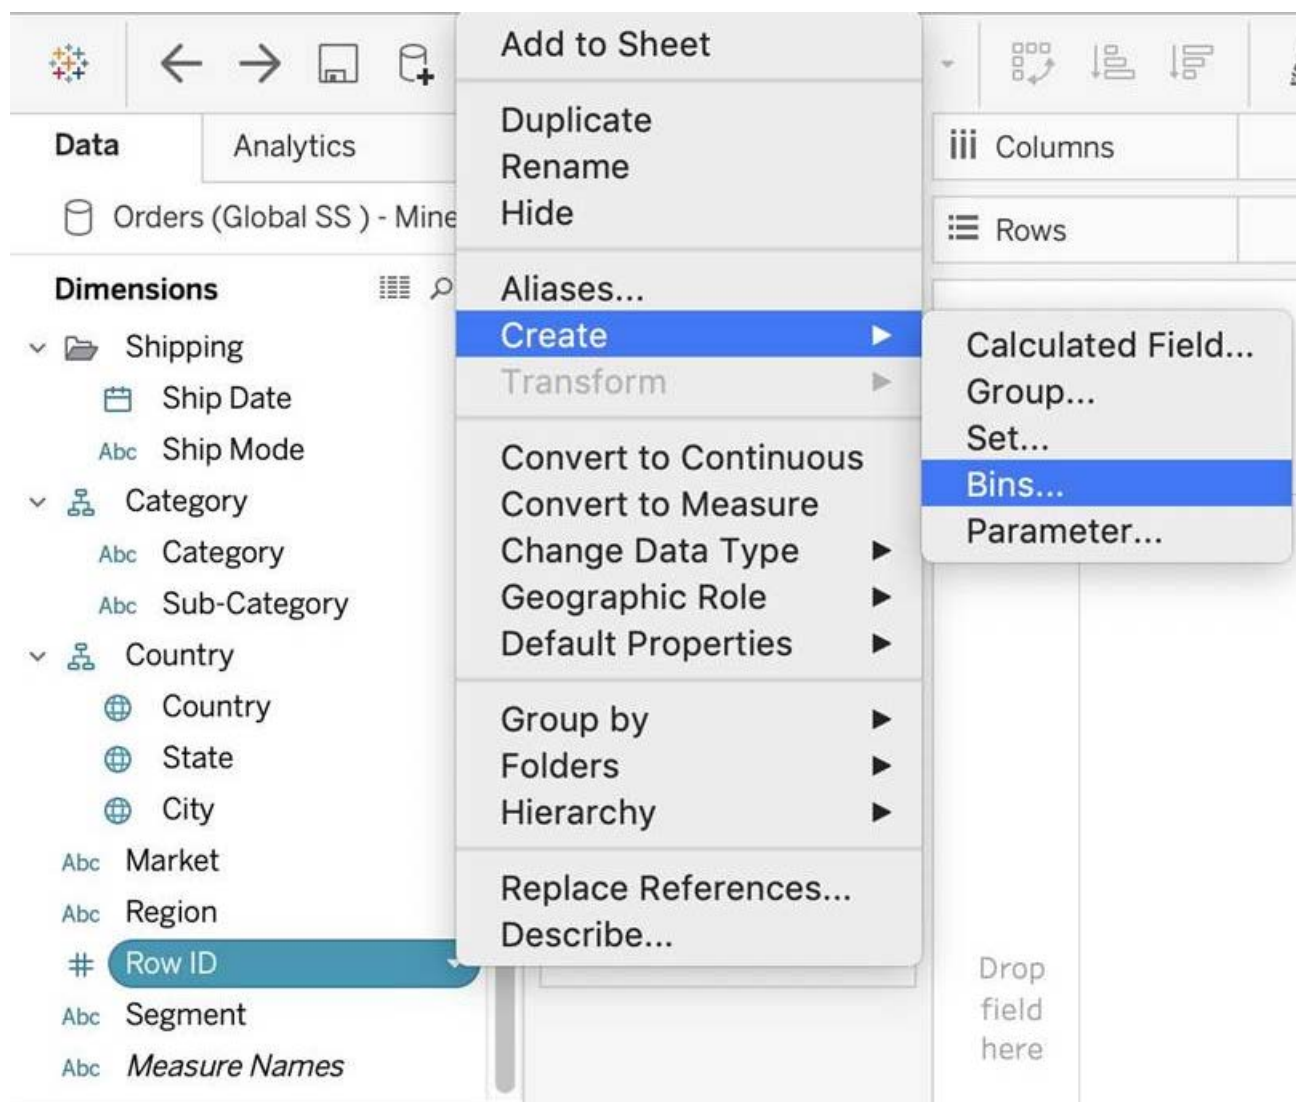 Data
Analytics
Orders (Global SS ) - Mine
Dimensions
Shipping
Ship Date
Abc Ship Mode
Category
Abc Category
Abc Sub-Category
Country
Country
State
City
Abc Market
Abc Region
# Row ID
Abc Segment
Abc Measure Names
Add to Sheet
Duplicate
Rename
Hide
Aliases...
Create
Transform
Convert to Continuous
Convert to Measure
Change Data Type
Geographic Role
Default Properties
Group by
Folders
Hierarchy
Replace References...
Describe...
Calculated Field...
Group...
Set...
Bins...
Parameter...
Columns
Rows
Drop
field
here